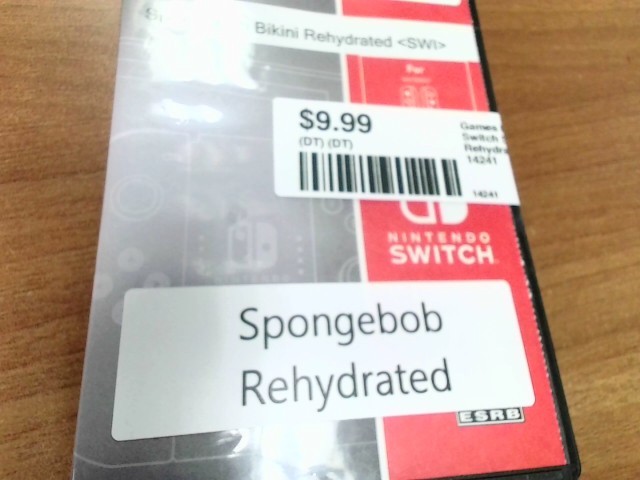 Bikini Rehydrated <SWI>
For
$9.99
(DT) (DT)
Games
Switch
Rehydra
14241
14241
NINTENDO
SWITCH
Spongebob
Rehydrated
ESRB